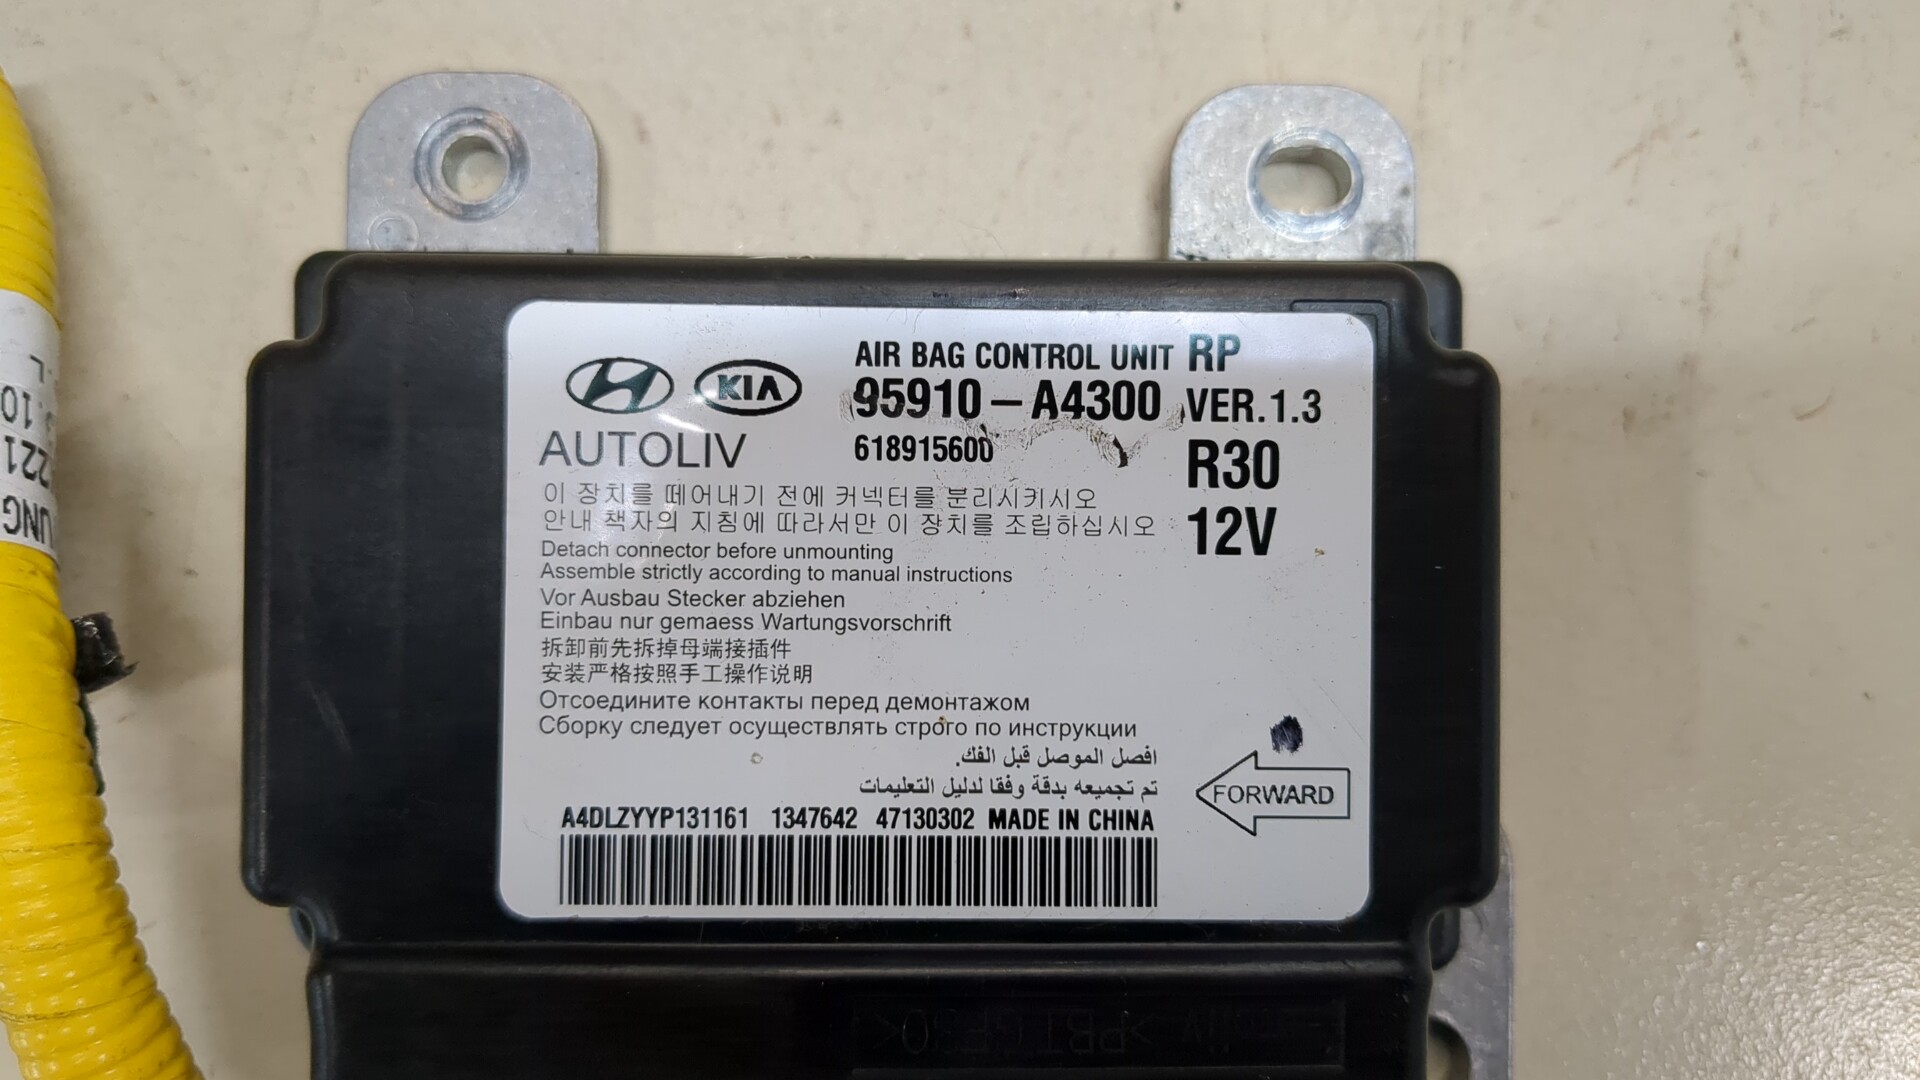 AIR BAG CONTROL UNIT RP
KIA
95910-A4300 VER.1.3
AUTOLIV
618915600
R30
이 장치를 떼어내기 전에 커넥터를 분리시키시오
안내 책자의 지침에 따라서만 이 장치를 조립하십시오
12V
Detach connector before unmounting
Assemble strictly according to manual instructions
Vor Ausbau Stecker abziehen
Einbau nur gemaess Wartungsvorschrift
拆卸前先拆掉母端接插件
安装严格按照手工操作说明
Отсоедините контакты перед демонтажом
Сборку следует осуществлять строго по инструкции
افصل الموصل قبل الفك.
تم تجميعه بدقة وفقا لدليل التعليمات
FORWARD
A4DLZYYP131161 1347642 47130302 MADE IN CHINA